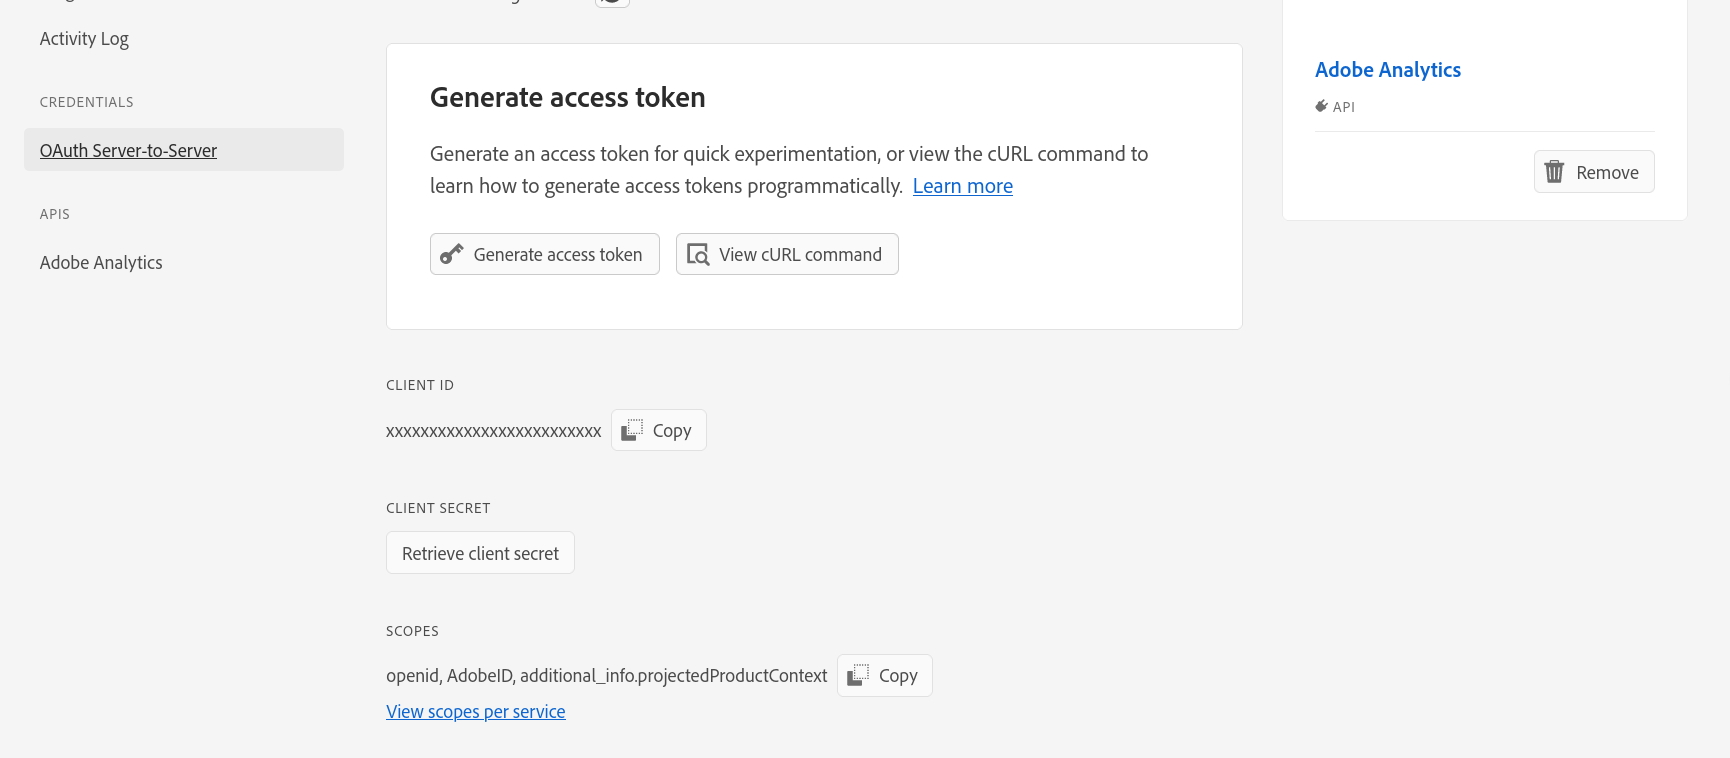 Activity Log
CREDENTIALS
OAuth Server-to-Server
APIS
Adobe Analytics
Generate access token
Generate an access token for quick experimentation, or view the cURL command to
learn how to generate access tokens programmatically. Learn more
Generate access token
View cURL command
CLIENT ID
xxxxxxxxxxxxxxxxxxxxxxxxx
Copy
CLIENT SECRET
Retrieve client secret
SCOPES
openid, AdobeID, additional_info.projectedProductContext
Copy
View scopes per service
Adobe Analytics
API
Remove